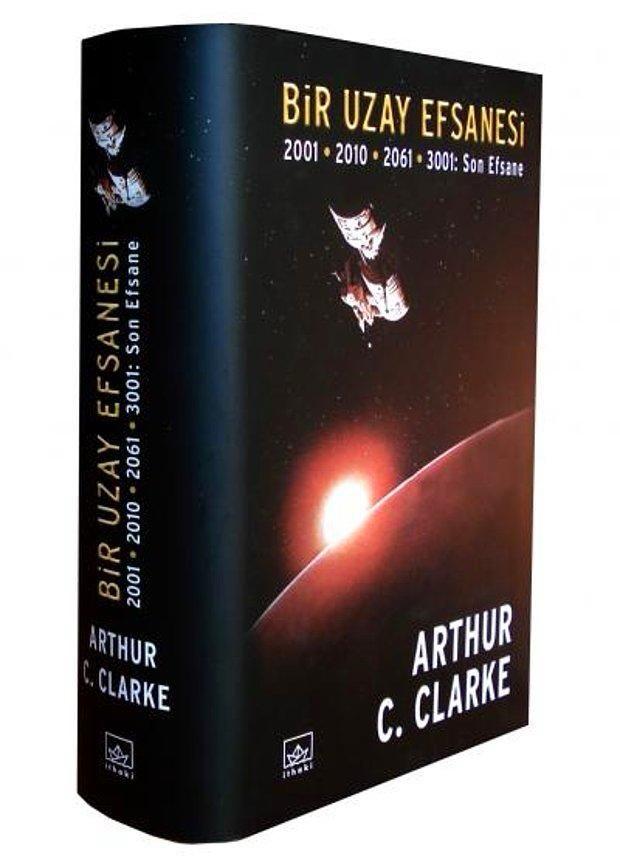 BiR UZAY EFSANESi
2001 • 2010 • 2061 • 3001: Son Efsane
ARTHUR
C. CLARKE
ithaki
BiR UZAY EFSANESi
2001 • 2010 • 2061 • 3001: Son Efsane
ARTHUR
C. CLARKE
ithaki